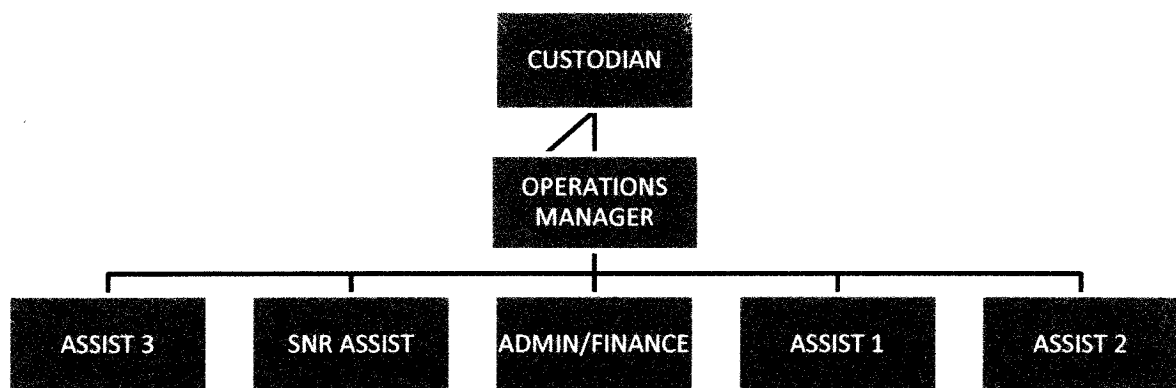 CUSTODIAN
OPERATIONS
MANAGER
ASSIST 3
SNR ASSIST
ADMIN/FINANCE
ASSIST 1
ASSIST 2